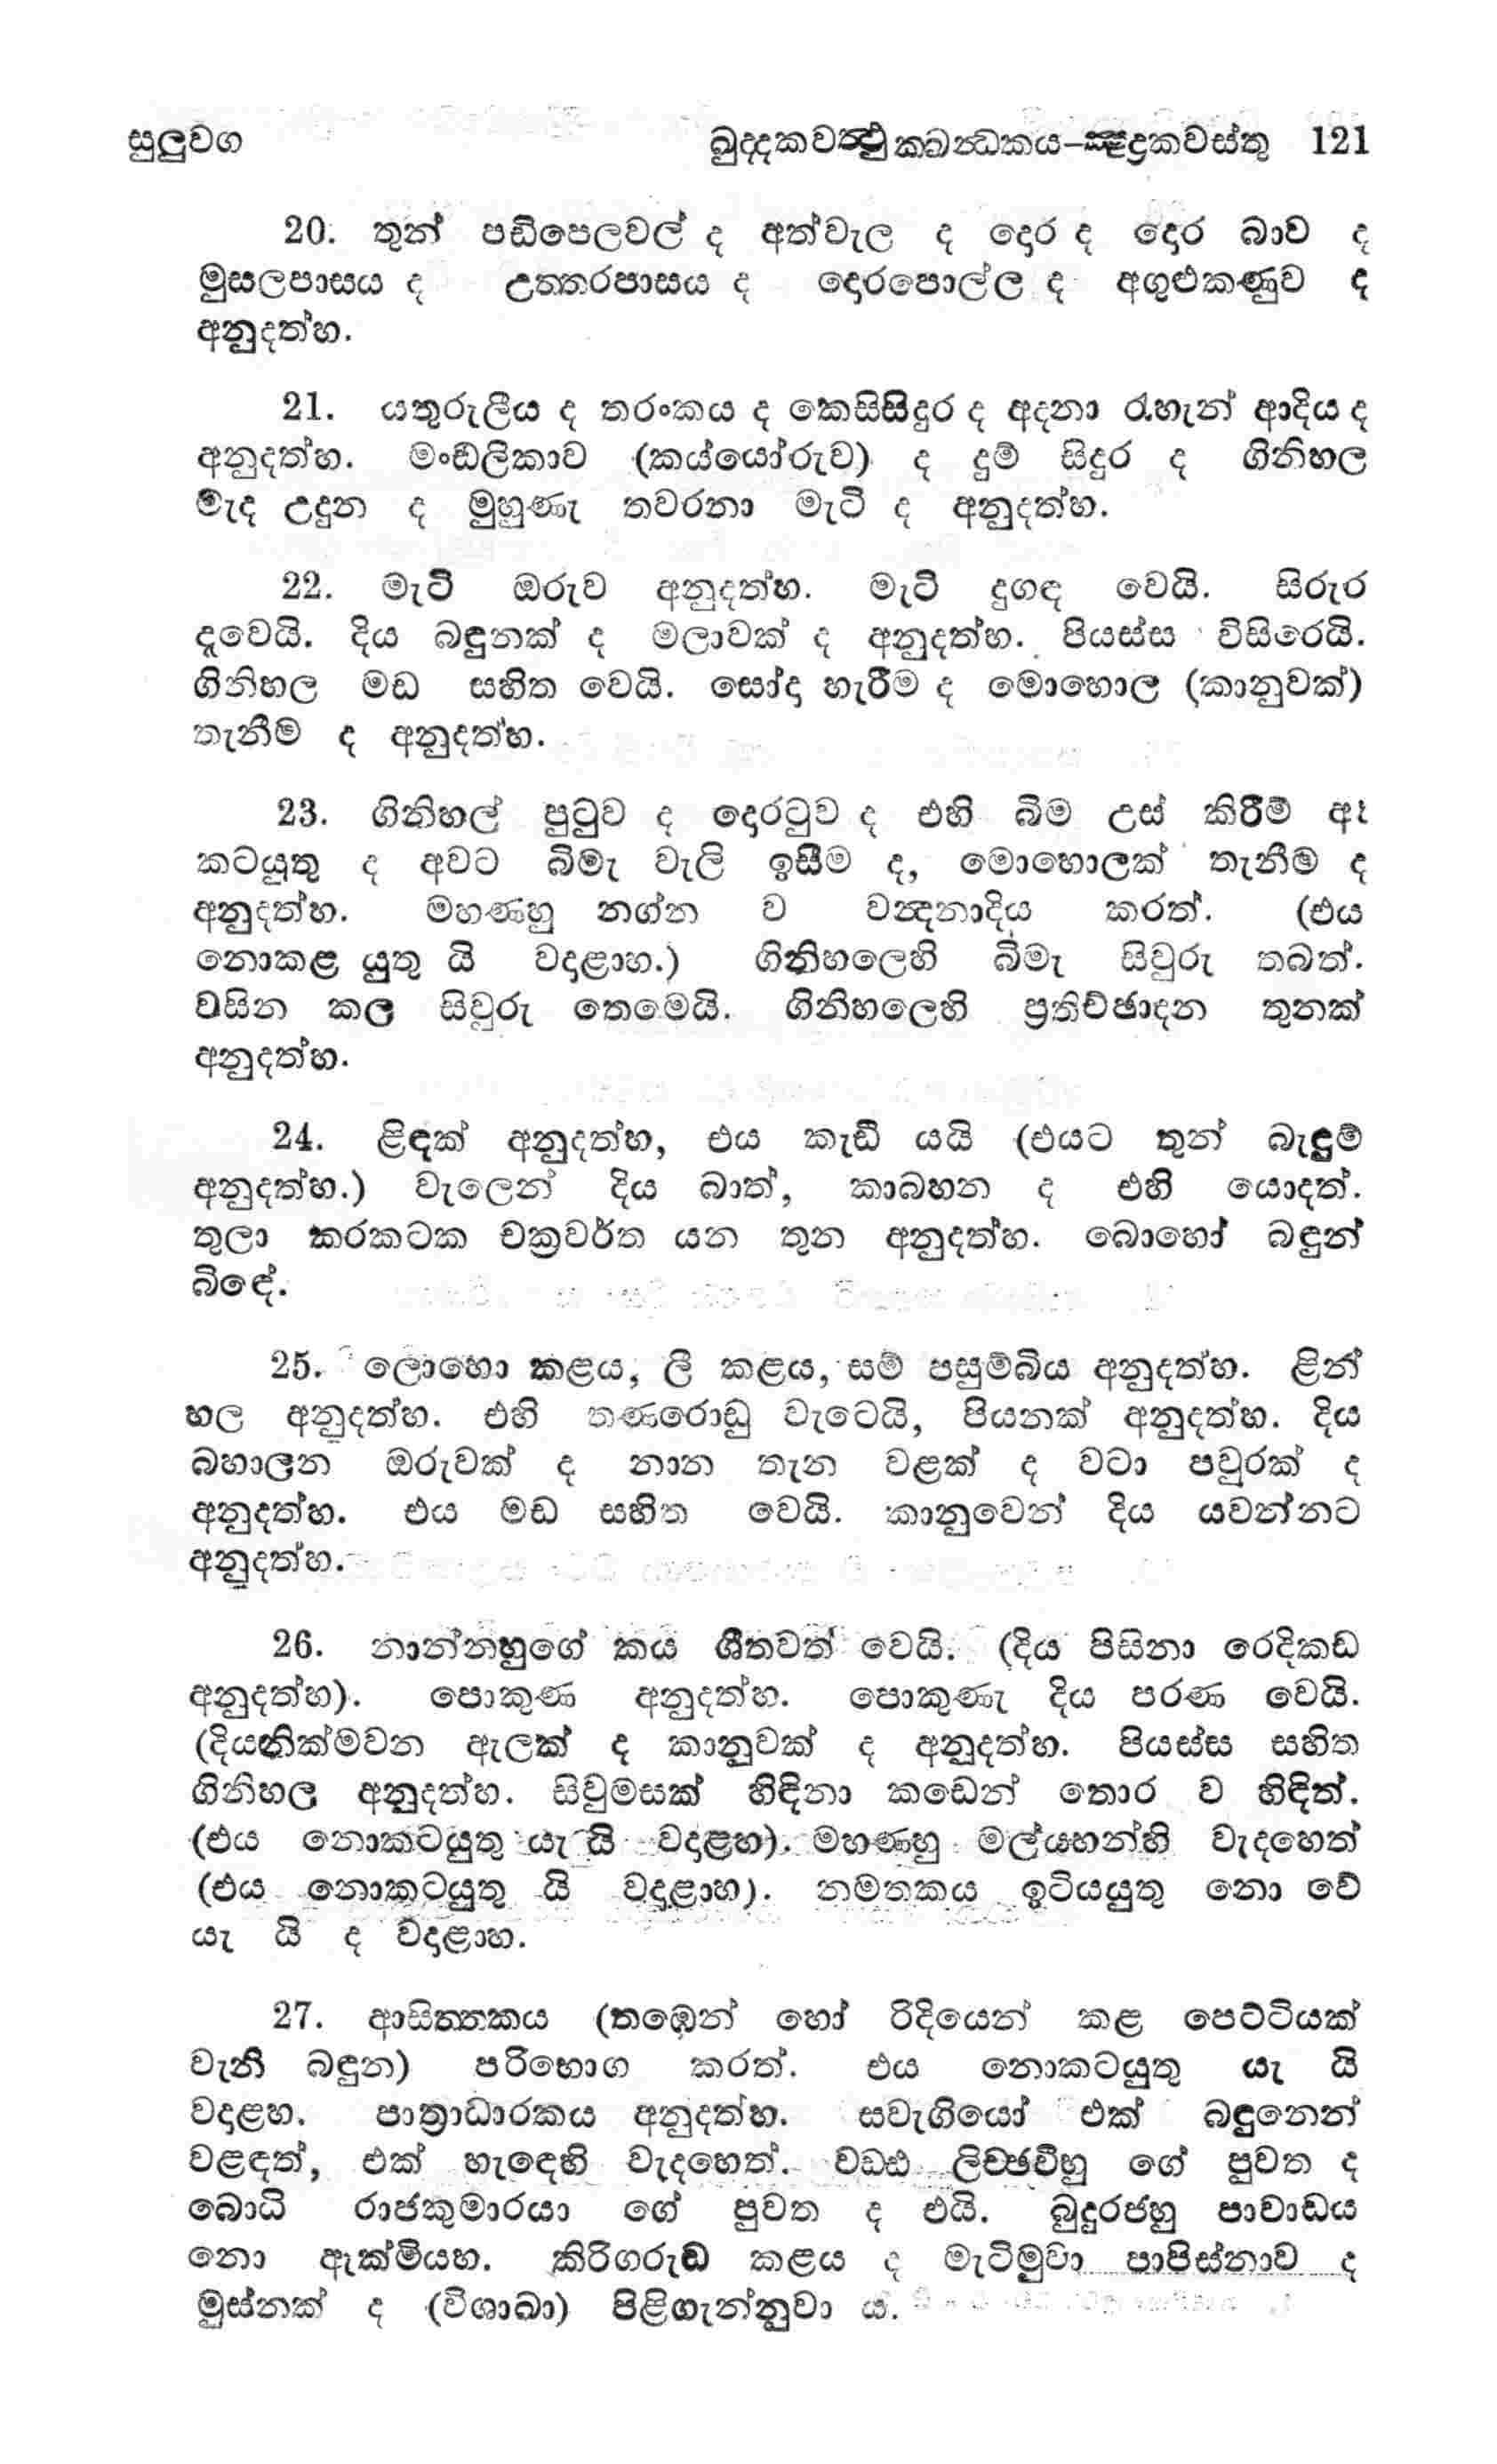 සුලුවග ඛුද්දකවත්ථුක්ඛන්ධකය-ක්ෂුද්‍රකවස්තු 121
20. තුන් පඩිපෙලවල් ද අත්වැල ද දොර ද දොර බාව ද
මුසලපාසය ද උත්තරපාසය ද දොරපොල්ල ද අගුළුකණුව ද
අනුදත්හ.
21. යතුරුලීය ද තරංකය ද කෙසිසිදුර ද අදනා රැහැන් ආදිය ද
අනුදත්හ. මංඩලිකාව (කය්යෝරුව) ද දුම් සිදුර ද ගිනිහල
මැද උදුන ද මුහුණැ තවරනා මැටි ද අනුදත්හ.
22. මැටි ඔරුව අනුදත්හ. මැටි දුගඳ වෙයි. සිරුර
දූවෙයි. දිය බඳුනක් ද මලාවක් ද අනුදත්හ. පියස්ස විසිරෙයි.
ගිනිහල මඩ සහිත වෙයි. සෝදා හැරීම ද මොහොල (කානුවක්)
තැනීම ද අනුදත්හ.
23. ගිනිහල් පුටුව ද දොරටුව ද එහි බිම උස් කිරීම් ඈ
කටයුතු ද අවට බිමැ වැලි ඉසීම ද, මොහොලක් තැනීම ද
අනුදත්හ. මහණහු නග්න ව වන්දනාදිය කරත්. (එය
නොකළ යුතු යි වදාළාහ.) ගිනිහලෙහි බිමැ සිවුරු තබත්.
වසින කල සිවුරු තෙමෙයි. ගිනිහලෙහි ප්‍රතිච්ඡාදන තුනක්
අනුදත්හ.
24. ළිඳක් අනුදත්හ, එය කැඩී යයි (එයට තුන් බැඳුම්
අනුදත්හ.) වැලෙන් දිය බාත්, කාබහන ද එහි යොදත්.
තුලා කරකටක චක්‍රවර්ත යන තුන අනුදත්හ. බොහෝ බඳුන්
බිඳේ.
25. ලොහො කළය, ලී කළය, සම් පසුම්බිය අනුදත්හ. ළින්
හල අනුදත්හ. එහි තණරොඩු වැටෙයි, පියනක් අනුදත්හ. දිය
බහාලන ඔරුවක් ද නාන තැන වළක් ද වටා පවුරක් ද
අනුදත්හ. එය මඩ සහිත වෙයි. කානුවෙන් දිය යවන්නට
අනුදත්හ.
26. නාන්නහුගේ කය ශීතවත් වෙයි. (දිය පිසිනා රෙදිකඩ
අනුදත්හ). පොකුණ අනුදත්හ. පොකුණැ දිය පරණ වෙයි.
(දියනික්මවන ඇලක් ද කානුවක් ද අනුදත්හ. පියස්ස සහිත
ගිනිහල අනුදත්හ. සිවුමසක් හිඳිනා කඩෙන් තොර ව හිඳිත්.
(එය නොකටයුතු යැ යි වදාළහ). මහණහු මල්යහන්හි වැදහෙත්
(එය නොකටයුතු යි වදාළාහ). නමතකය ඉටියයුතු නො වේ
යැ යි ද වදාළාහ.
27. ආසිත්තකය (තඹෙන් හෝ රිදියෙන් කළ පෙට්ටියක්
වැනි බඳුන) පරිභොග කරත්. එය නොකටයුතු යැ යි
වදාළහ. පාත්‍රාධාරකය අනුදත්හ. සවැගියෝ එක් බඳුනෙන්
වළඳත්, එක් හැඳෙහි වැදහෙත්. වඩ්ඪ ලිච්ඡවිහු ගේ පුවත ද
බොධි රාජකුමාරයා ගේ පුවත ද එයි. බුදුරජහු පාවාඩය
නො ඇක්මියහ. කිරිගරුඬ කළය ද මැටිමුවා පාපිස්නාව ද
මුස්නක් ද (විශාඛා) පිළිගැන්නුවා ය.